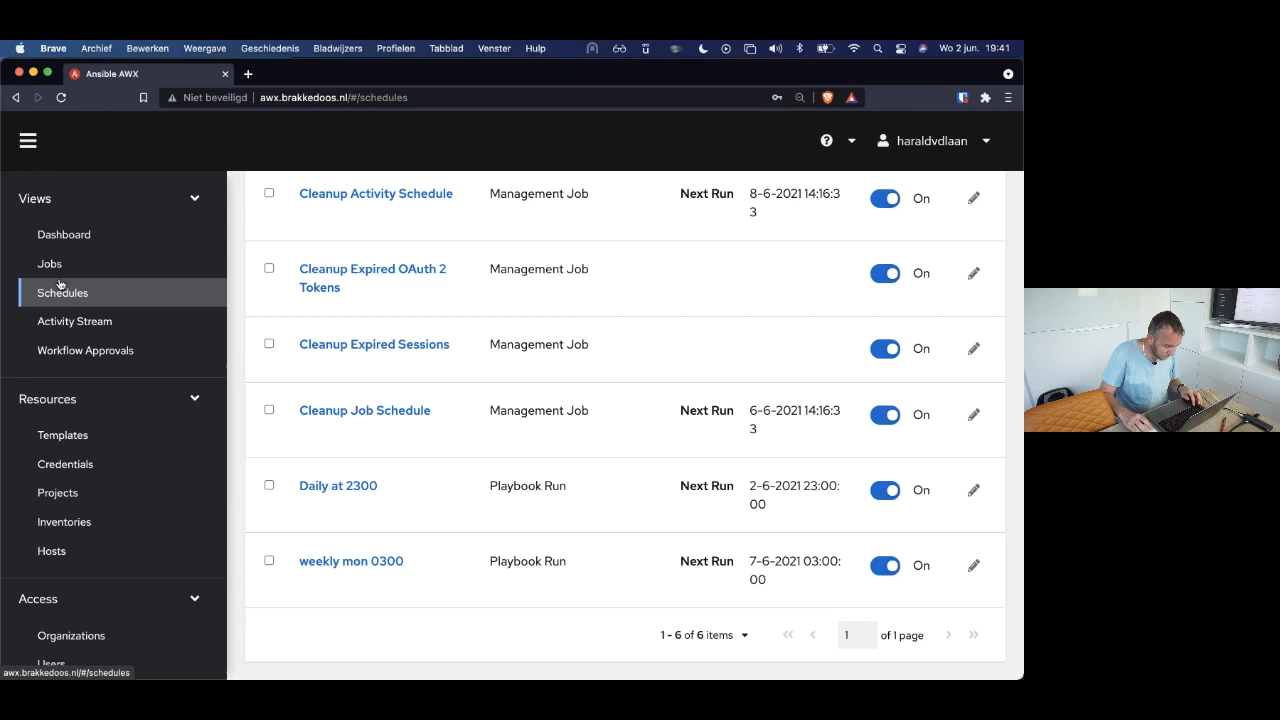 Brave Archief Bewerken Weergave Geschiedenis Bladwijzers Profielen Tabblad Venster Hulp Wo 2 jun. 19:41
Ansible AWX
Niet beveiligd awx.brakkedoos.nl/#/schedules
haraldvdlaan
Views
Dashboard
Jobs
Schedules
Activity Stream
Workflow Approvals
Resources
Templates
Credentials
Projects
Inventories
Hosts
Access
Organizations
Users
awx.brakkedoos.nl/#/schedules
Cleanup Activity Schedule Management Job Next Run 8-6-2021 14:16:3
3 On
Cleanup Expired OAuth 2
Tokens Management Job On
Cleanup Expired Sessions Management Job On
Cleanup Job Schedule Management Job Next Run 6-6-2021 14:16:3
3 On
Daily at 2300 Playbook Run Next Run 2-6-2021 23:00:
00 On
weekly mon 0300 Playbook Run Next Run 7-6-2021 03:00:
00 On
1 - 6 of 6 items 1 of 1 page